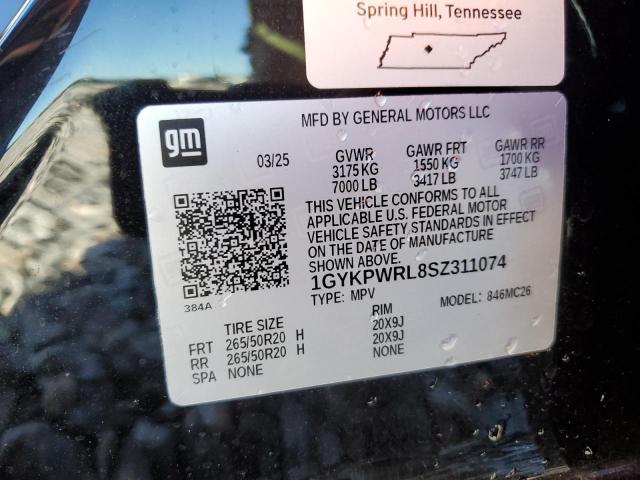 Spring Hill, Tennessee
MFD BY GENERAL MOTORS LLC
gm
03/25
GVWR GAWR FRT GAWR RR
3175 KG 1550 KG 1700 KG
7000 LB 3417 LB 3747 LB
THIS VEHICLE CONFORMS TO ALL
APPLICABLE U.S. FEDERAL MOTOR
VEHICLE SAFETY STANDARDS IN EFFECT
ON THE DATE OF MANUFACTURE
SHOWN ABOVE.
1GYKPWRL8SZ311074
384A
TYPE: MPV MODEL: 846MC26
TIRE SIZE RIM
FRT 265/50R20 H 20X9J
RR 265/50R20 H 20X9J
SPA NONE NONE